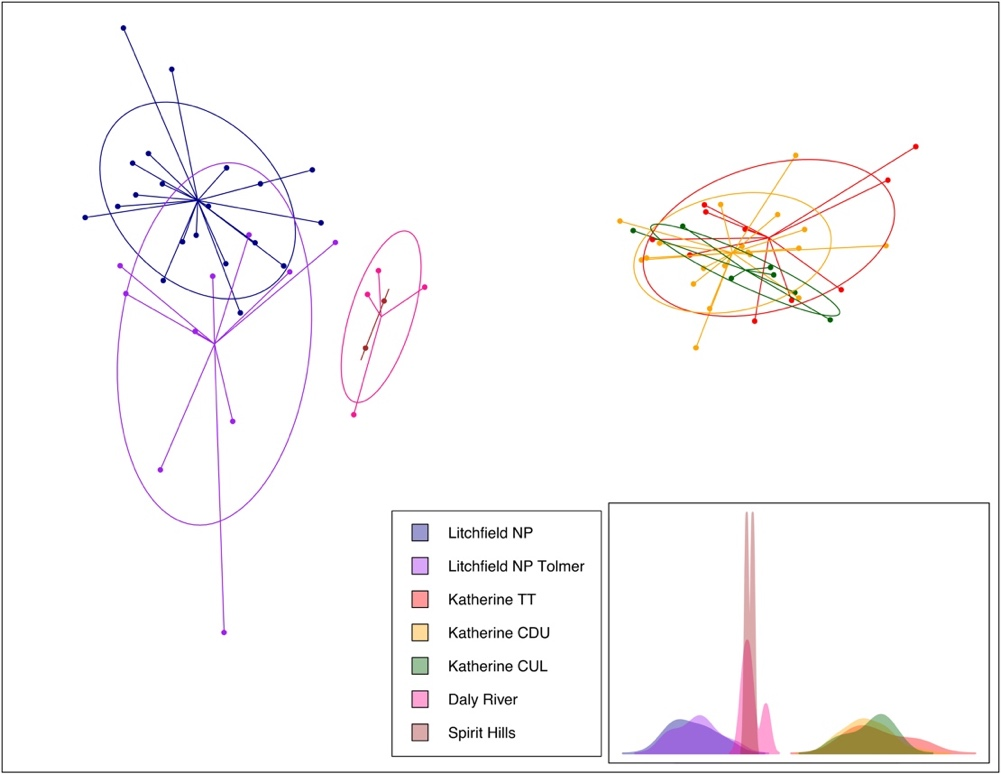 Litchfield NP
Litchfield NP Tolmer
Katherine TT
Katherine CDU
Katherine CUL
Daly River
Spirit Hills